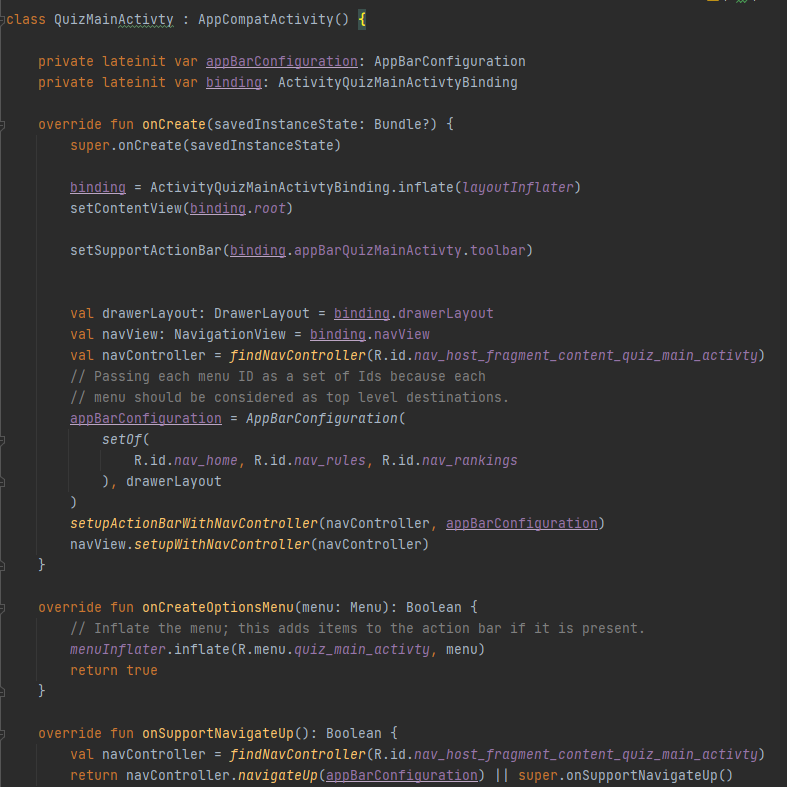 class QuizMainActivty : AppCompatActivity() {
private lateinit var appBarConfiguration: AppBarConfiguration
private lateinit var binding: ActivityQuizMainActivtyBinding
override fun onCreate(savedInstanceState: Bundle?) {
super.onCreate(savedInstanceState)
binding = ActivityQuizMainActivtyBinding.inflate(layoutInflater)
setContentView(binding.root)
setSupportActionBar(binding.appBarQuizMainActivty.toolbar)
val drawerLayout: DrawerLayout = binding.drawerLayout
val navView: NavigationView = binding.navView
val navController = findNavController(R.id.nav_host_fragment_content_quiz_main_activty)
// Passing each menu ID as a set of Ids because each
// menu should be considered as top level destinations.
appBarConfiguration = AppBarConfiguration(
setOf(
R.id.nav_home, R.id.nav_rules, R.id.nav_rankings
), drawerLayout
)
setupActionBarWithNavController(navController, appBarConfiguration)
navView.setupWithNavController(navController)
}
override fun onCreateOptionsMenu(menu: Menu): Boolean {
// Inflate the menu; this adds items to the action bar if it is present.
menuInflater.inflate(R.menu.quiz_main_activty, menu)
return true
}
override fun onSupportNavigateUp(): Boolean {
val navController = findNavController(R.id.nav_host_fragment_content_quiz_main_activty)
return navController.navigateUp(appBarConfiguration) || super.onSupportNavigateUp()